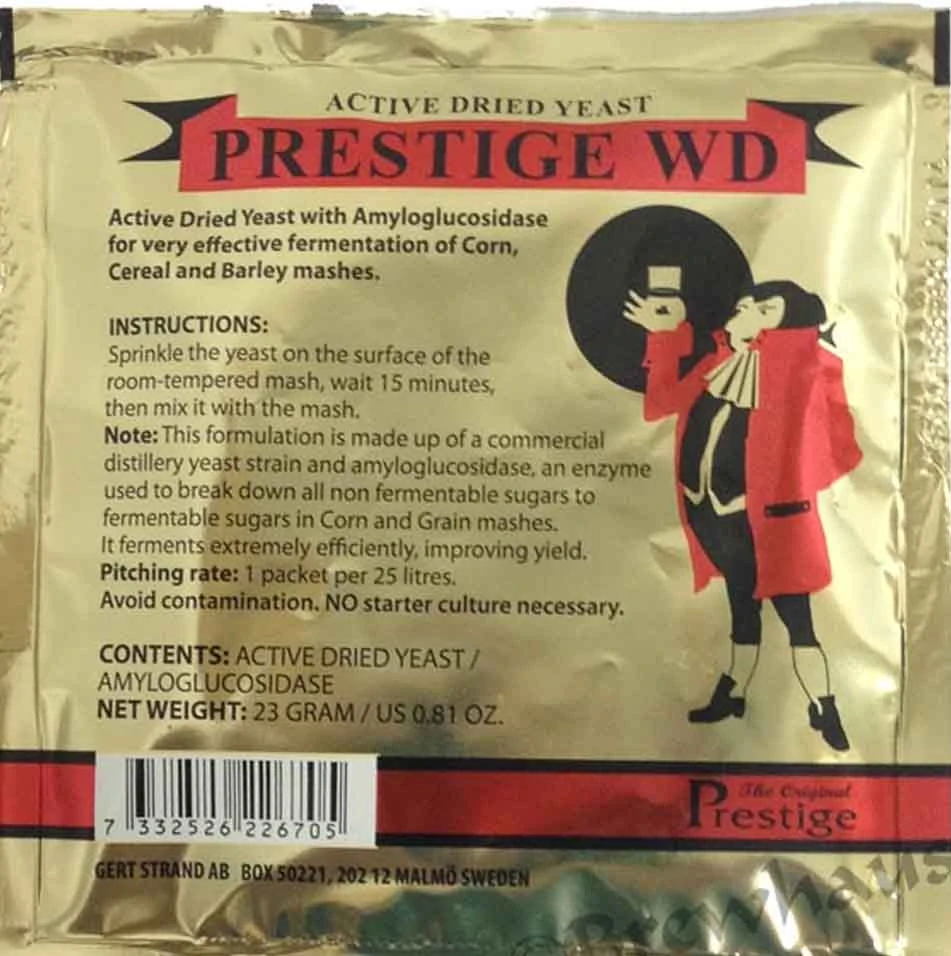 ACTIVE DRIED YEAST
PRESTIGE WD
Active Dried Yeast with Amyloglucosidase
for very effective fermentation of Corn,
Cereal and Barley mashes.
INSTRUCTIONS:
Sprinkle the yeast on the surface of the
room-tempered mash, wait 15 minutes,
then mix it with the mash.
Note: This formulation is made up of a commercial
distillery yeast strain and amyloglucosidase, an enzyme
used to break down all non fermentable sugars to
fermentable sugars in Corn and Grain mashes.
It ferments extremely efficiently, improving yield.
Pitching rate: 1 packet per 25 litres.
Avoid contamination. NO starter culture necessary.
CONTENTS: ACTIVE DRIED YEAST /
AMYLOGLUCOSIDASE
NET WEIGHT: 23 GRAM / US 0.81 OZ.
7 332526 226705
The Original
Prestige
GERT STRAND AB BOX 50221, 202 12 MALMÖ SWEDEN
©Brewhaus